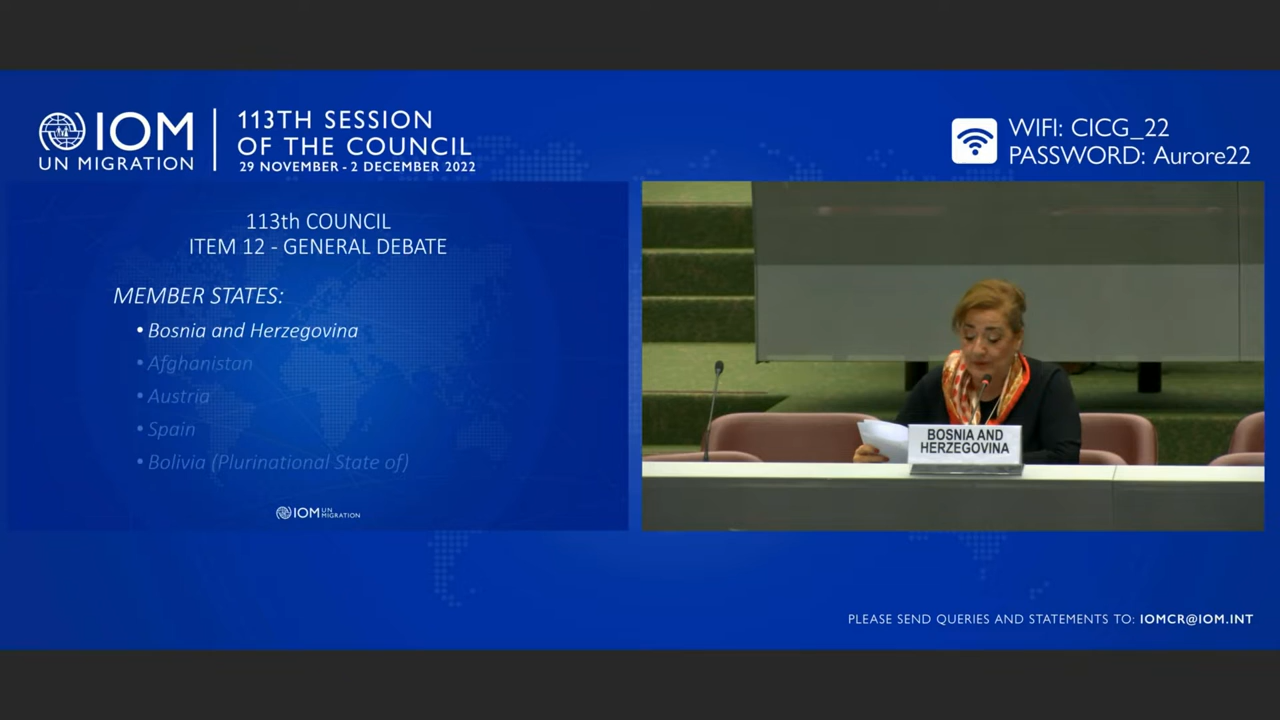 IOM
UN MIGRATION
113TH SESSION
OF THE COUNCIL
29 NOVEMBER - 2 DECEMBER 2022
WIFI: CICG_22
PASSWORD: Aurore22
113th COUNCIL
ITEM 12 - GENERAL DEBATE
MEMBER STATES:
• Bosnia and Herzegovina
• Afghanistan
• Austria
• Spain
• Bolivia (Plurinational State of)
IOM UN MIGRATION
BOSNIA AND
HERZEGOVINA
PLEASE SEND QUERIES AND STATEMENTS TO: IOMCR@IOM.INT